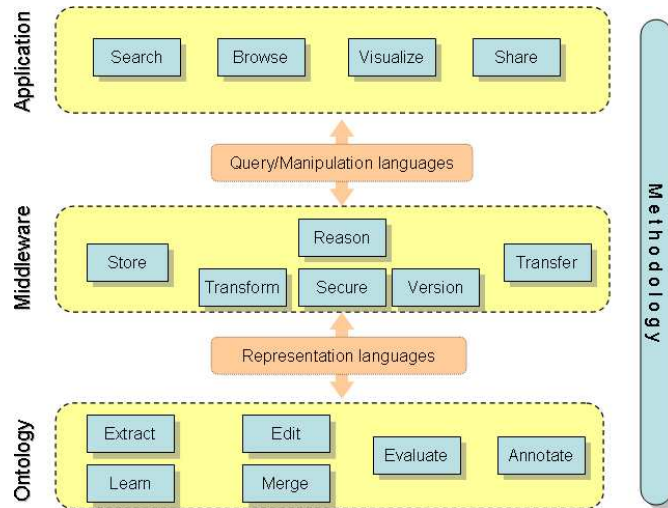 Application
Search
Browse
Visualize
Share
Query/Manipulation languages
Middleware
Store
Reason
Transform
Secure
Version
Transfer
Representation languages
Ontology
Extract
Edit
Evaluate
Annotate
Learn
Merge
Methodology